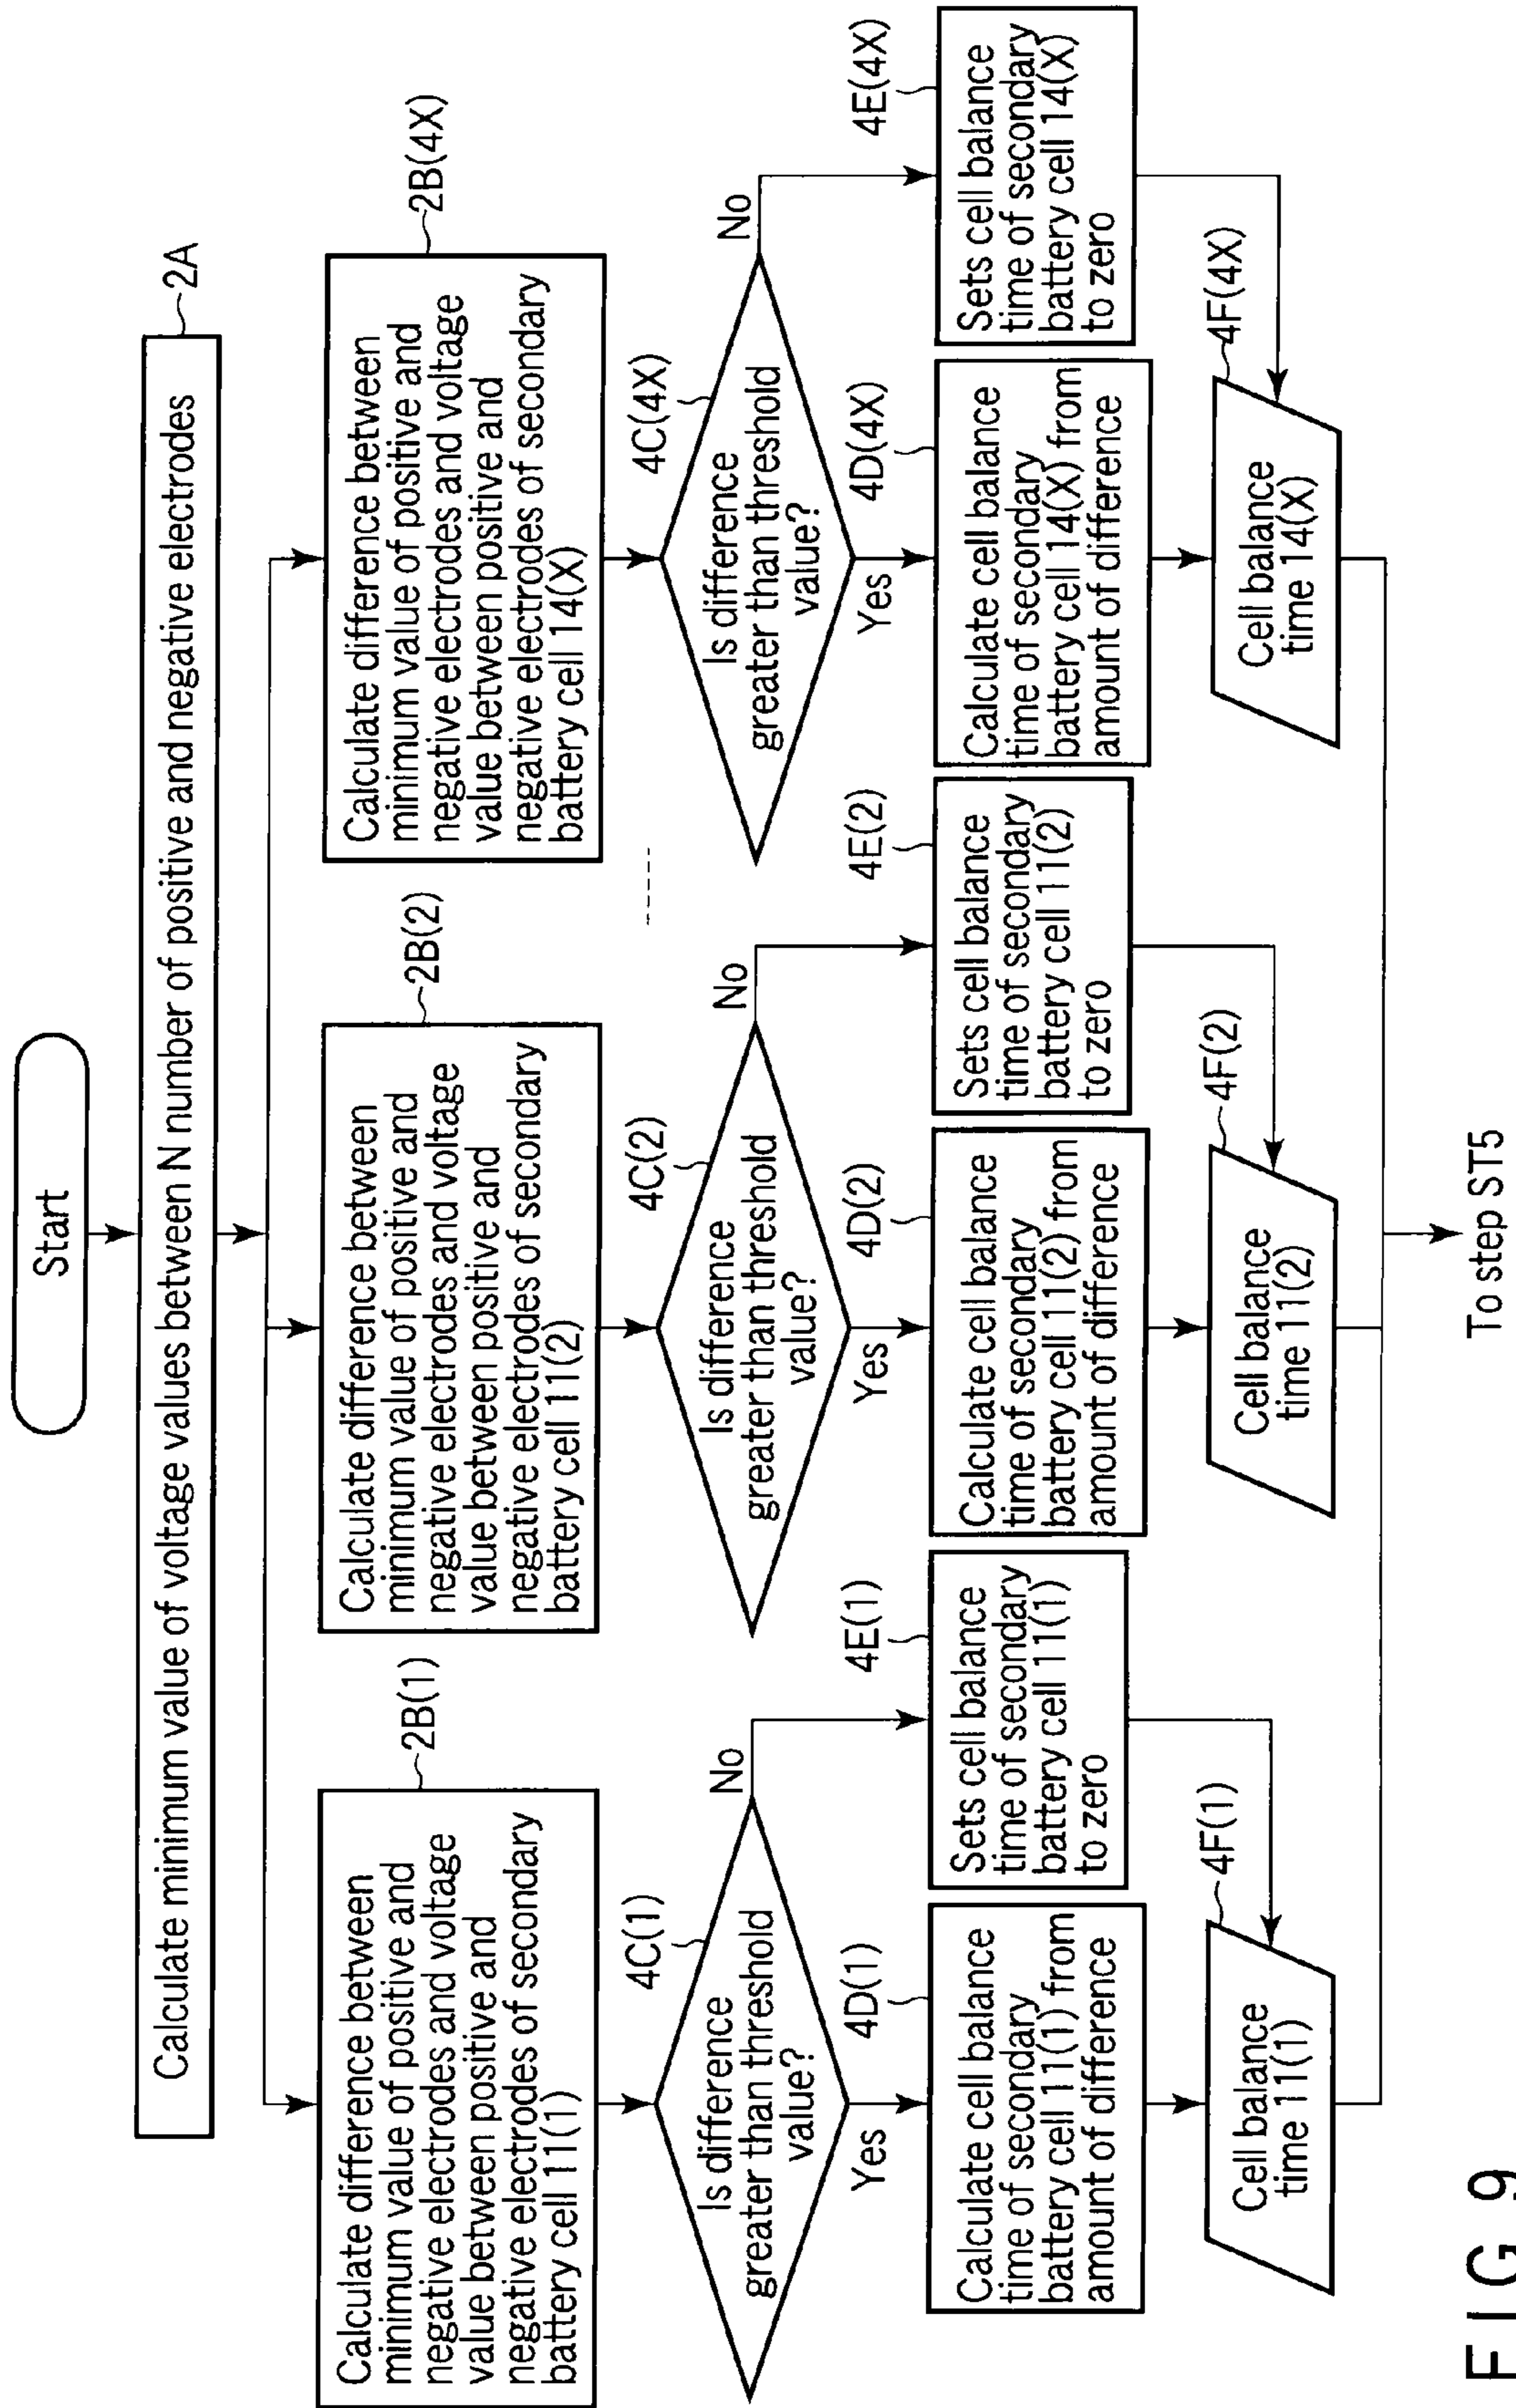 Start
Calculate minimum value of voltage values between N number of positive and negative electrodes
2A
Calculate difference between
minimum value of positive and
negative electrodes and voltage
value between positive and
negative electrodes of secondary
battery cell 11(1)
2B(1)
Is difference
greater than threshold
value?
4C(1)
Yes
No
Calculate cell balance
time of secondary
battery cell 11(1) from
amount of difference
4D(1)
Sets cell balance
time of secondary
battery cell 11(1)
to zero
4E(1)
Cell balance
time 11(1)
4F(1)
Calculate difference between
minimum value of positive and
negative electrodes and voltage
value between positive and
negative electrodes of secondary
battery cell 11(2)
2B(2)
Is difference
greater than threshold
value?
4C(2)
Yes
No
Calculate cell balance
time of secondary
battery cell 11(2) from
amount of difference
4D(2)
Sets cell balance
time of secondary
battery cell 11(2)
to zero
4E(2)
Cell balance
time 11(2)
4F(2)
Calculate difference between
minimum value of positive and
negative electrodes and voltage
value between positive and
negative electrodes of secondary
battery cell 14(X)
2B(4X)
Is difference
greater than threshold
value?
4C(4X)
Yes
No
Calculate cell balance
time of secondary
battery cell 14(X) from
amount of difference
4D(4X)
Sets cell balance
time of secondary
battery cell 14(X)
to zero
4E(4X)
Cell balance
time 14(X)
4F(4X)
To step ST5
FIG. 9